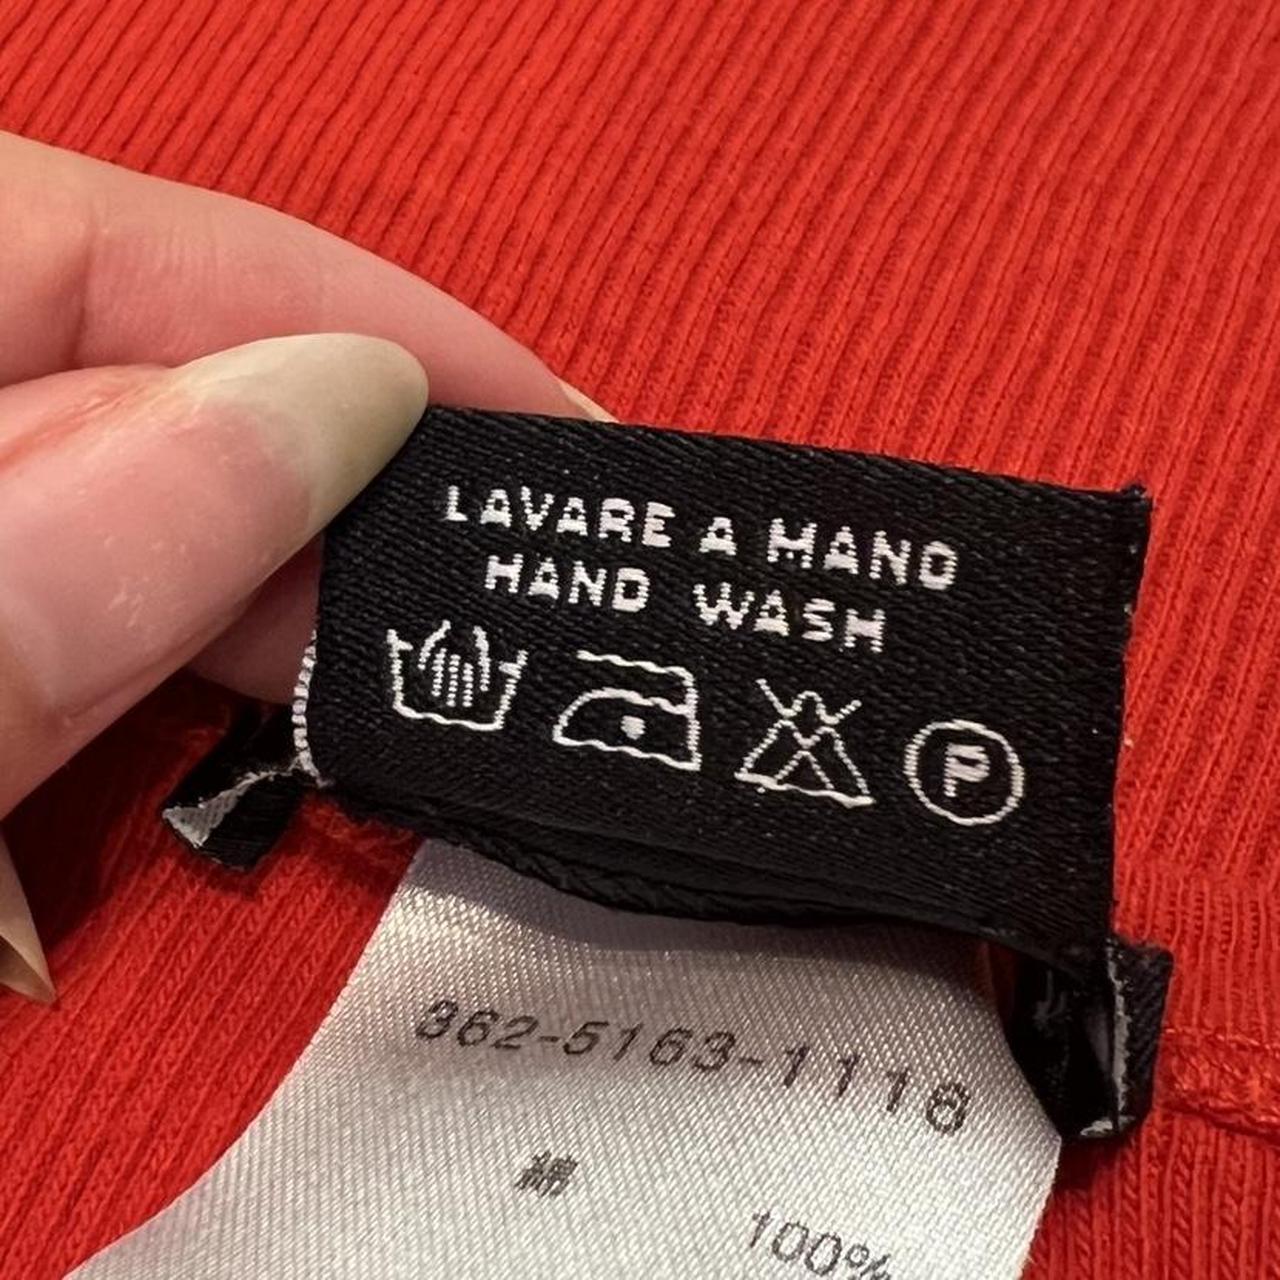 LAVARE A MANO
HAND WASH
P
362-5163-1116
綿
100%